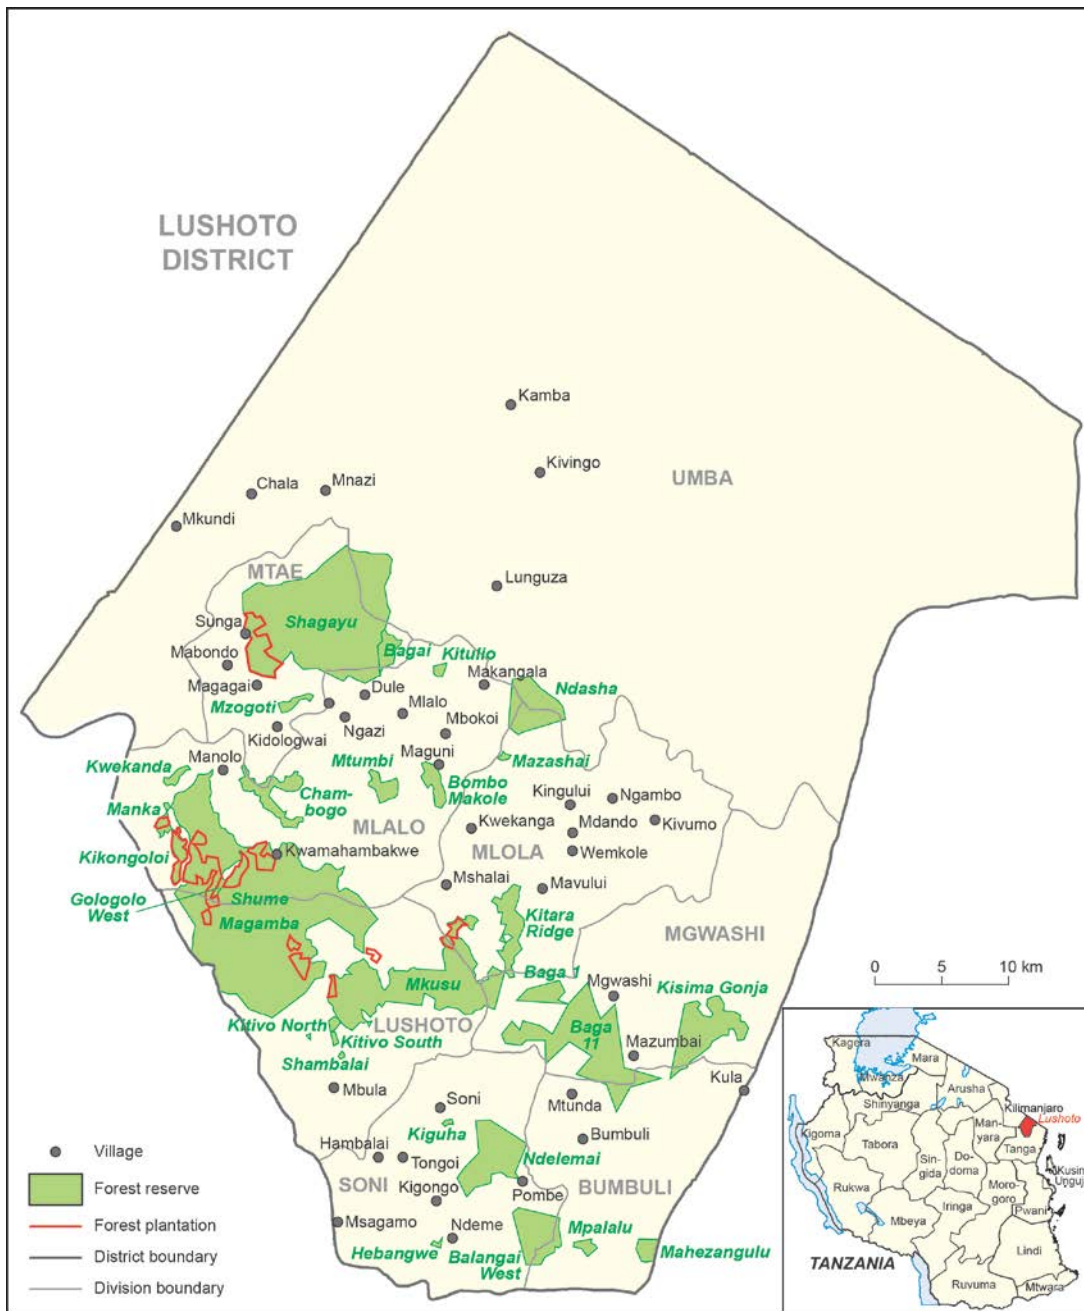 LUSHOTO
DISTRICT
Kamba
Kivingo
UMBA
Chala
Mnazi
Mkundi
MTAE
Lunguza
Sunga
Shagayu
Mabondo
Bagai
Kitulio
Magagai
Makangala
Dule
Ndasha
Mzogoti
Mlalo
Ngazi
Mbokoi
Kidologwai
Manolo
Mtumbi
Maguni
Mazashai
Kwekanda
Cham-
bogo
Bombo
Makole
Kingului
Ngambo
Manka
MLALO
Kwekanga
Mdando
Kivumo
Kikongoloi
Kwamahambakwe
MLOLA
Wemkole
Gologolo
West
Shume
Mshalai
Mavului
Magamba
Kitara
Ridge
MGWASHI
Mkusu
Baga 1
Mgwashi
Kisima Gonja
0 5 10 km
Kitivo North
LUSHOTO
Kitivo South
Baga
11
Mazumbai
Shambalai
Mbula
Kula
Soni
Mtunda
Kiguha
Bumbuli
Hambalai
Tongoi
Ndelemai
SONI
Kigongo
Pombe
BUMBULI
Msagamo
Ndeme
Mpalalu
Hebangwe
Balangai
West
Mahezangulu
Village
Forest reserve
Forest plantation
District boundary
Division boundary
Kagera
Mara
Mwanza
Arusha
Shinyanga
Kilimanjaro
Lushoto
Kigoma
Tabora
Man-
yara
Tanga
Sin-
gida
Do-
doma
Kusini
Unguja
Rukwa
Moro-
goro
Pwani
Iringa
Mbeya
Lindi
TANZANIA
Ruvuma
Mtwara